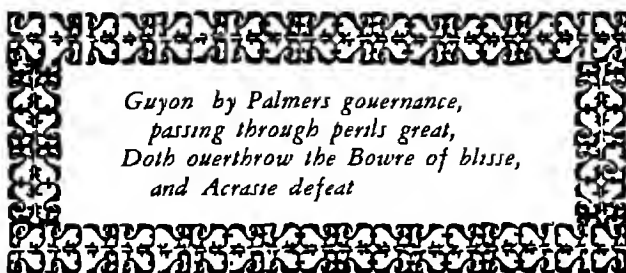 Guyon by Palmers gouernance,
passing through perils great,
Doth ouerthrow the Bowre of blisse,
and Acrasie defeat